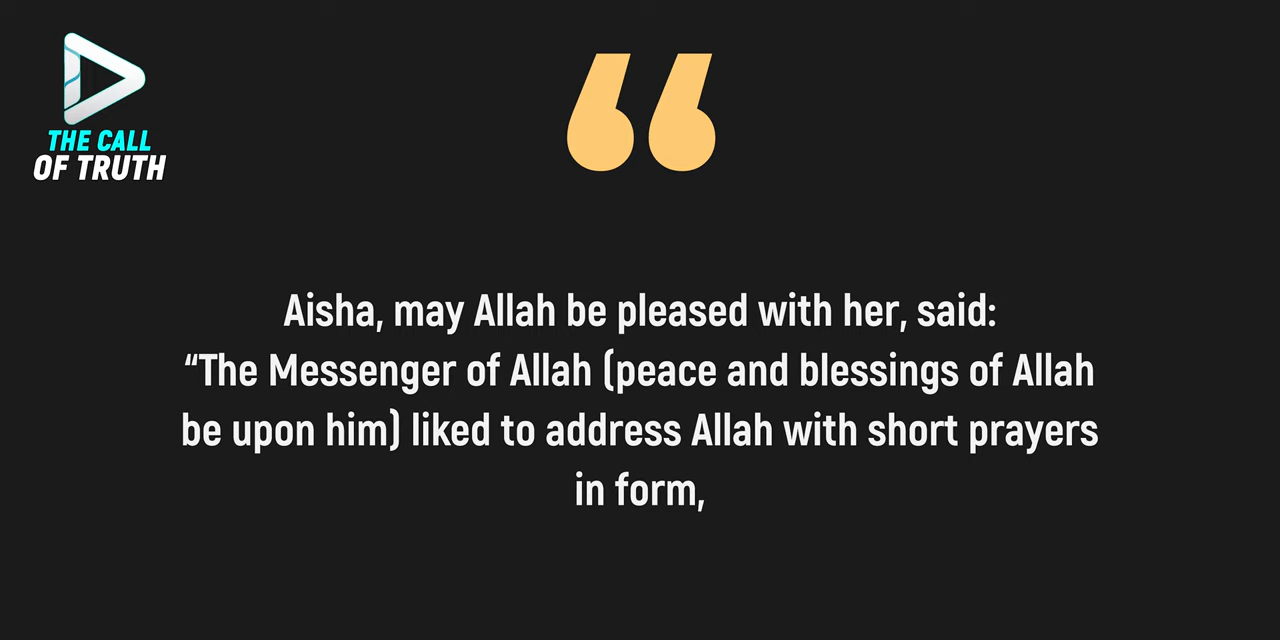 THE CALL
OF TRUTH
“
Aisha, may Allah be pleased with her, said:
“The Messenger of Allah (peace and blessings of Allah
be upon him) liked to address Allah with short prayers
in form,